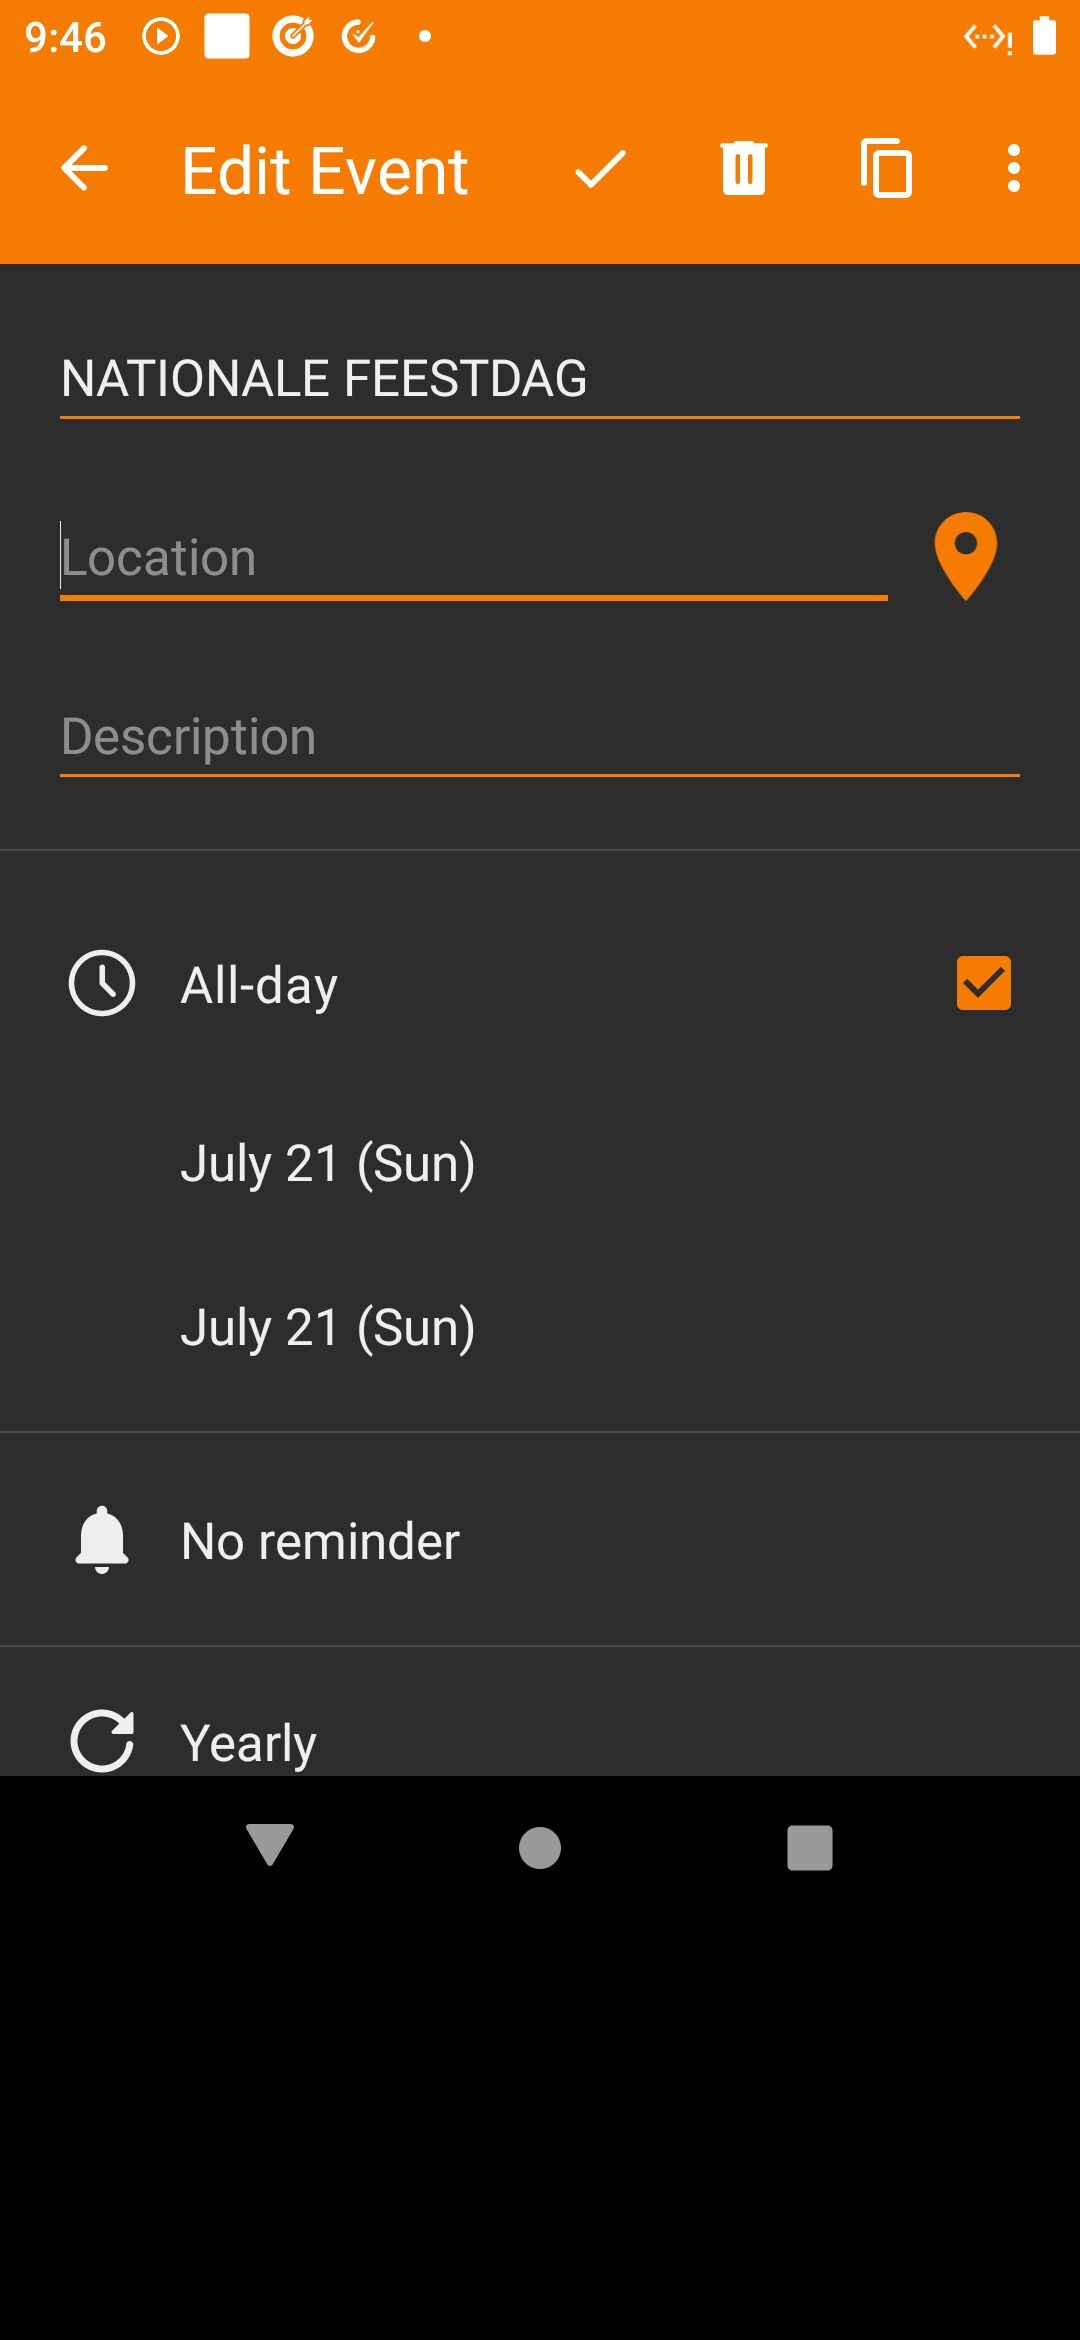 9:46
Edit Event
NATIONALE FEESTDAG
Location
Description
All-day
July 21 (Sun)
July 21 (Sun)
No reminder
Yearly